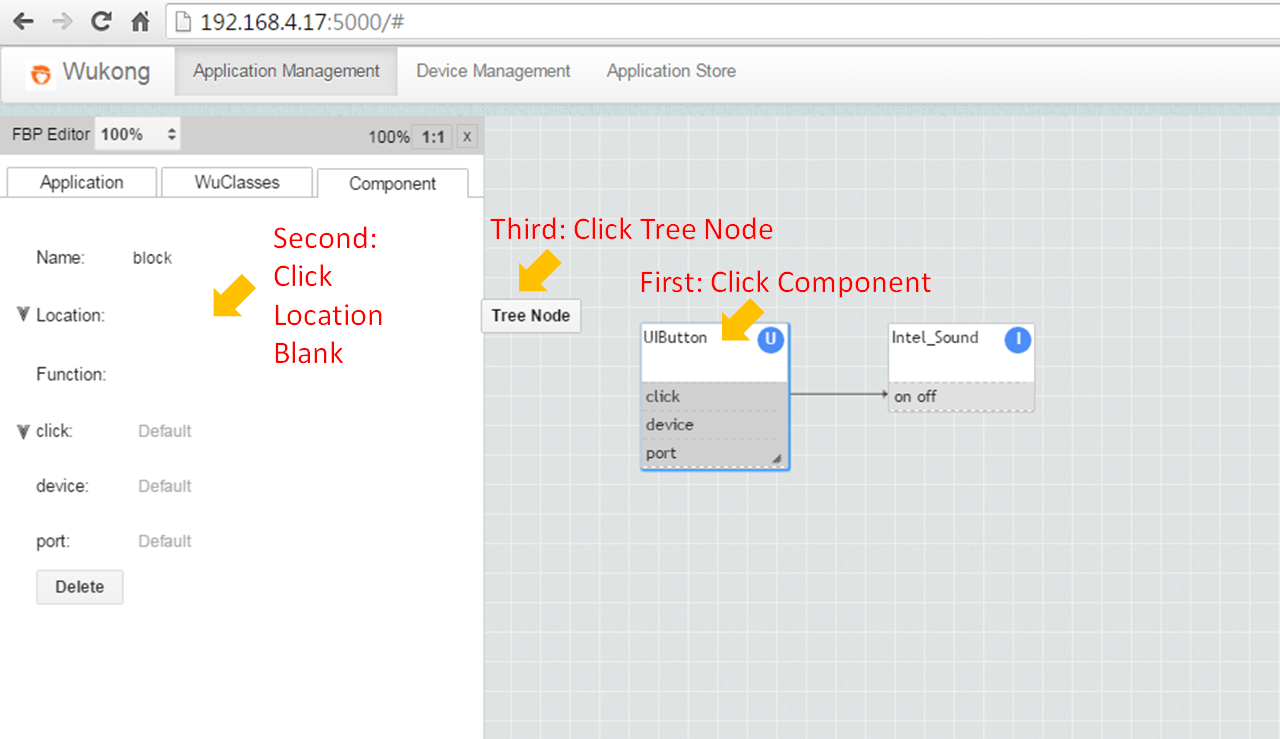 192.168.4.17:5000/#
Wukong Application Management Device Management Application Store
FBP Editor 100% 100% 1:1 x
Application WuClasses Component
Name: block
Location:
Function:
click: Default
device: Default
port: Default
Delete
Second:
Click
Location
Blank
Third: Click Tree Node
Tree Node
First: Click Component
UIButton U
click
device
port
Intel_Sound I
on off